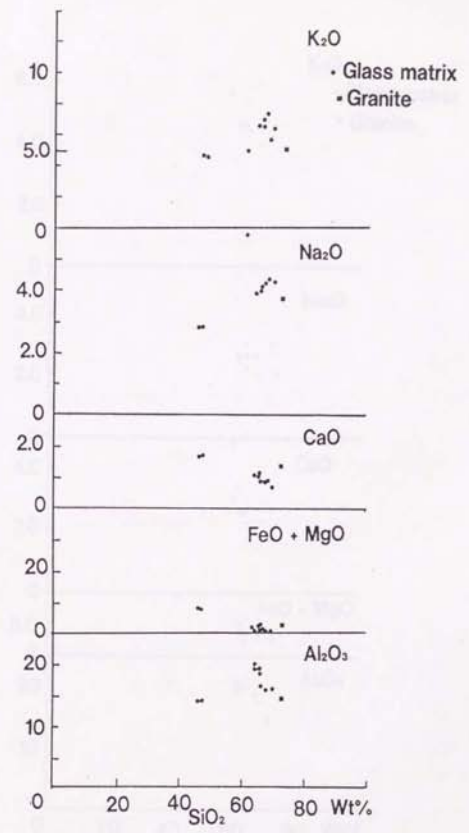 K₂O
• Glass matrix
▪ Granite
10
5.0
0
Na₂O
4.0
2.0
0
CaO
2.0
0
FeO + MgO
20
0
Al₂O₃
20
10
0 20 40 60 80 Wt%
SiO₂